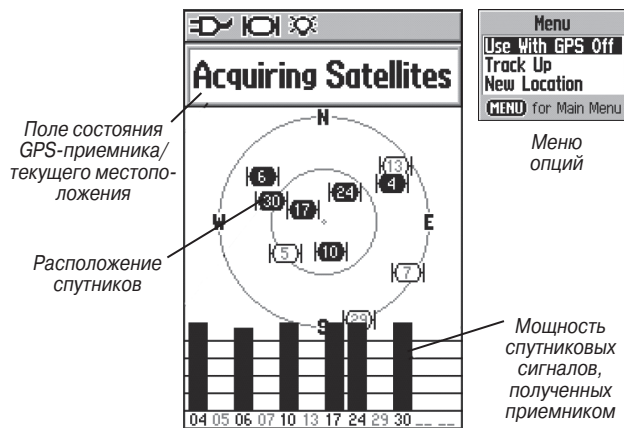 Acquiring Satellites
Menu
Use With GPS Off
Track Up
New Location
MENU for Main Menu
Меню
опций
Поле состояния
GPS-приемника/
текущего местопо-
ложения
Расположение
спутников
N
13
6
4
24
30
17
W
E
5
10
7
29
S
Мощность
спутниковых
сигналов,
полученных
приемником
04 05 06 07 10 13 17 24 29 30 __ __